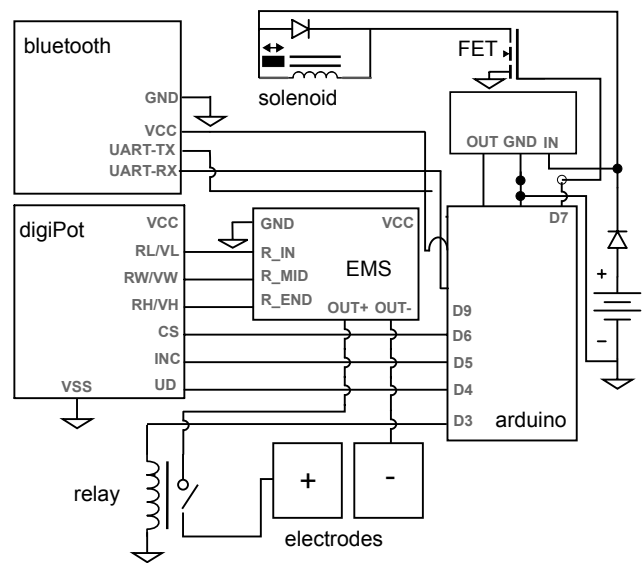 bluetooth
GND
VCC
UART-TX
UART-RX
solenoid
FET
OUT GND IN
D7
digiPot
VCC
RL/VL
RW/VW
RH/VH
CS
INC
UD
VSS
GND
VCC
R_IN
R_MID
R_END
EMS
OUT+ OUT-
D9
D6
D5
D4
D3
arduino
+
−
relay
+
-
electrodes